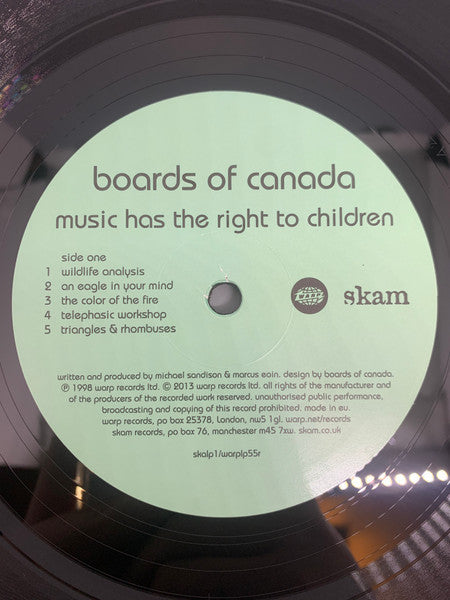 boards of canada
music has the right to children
side one
1 wildlife analysis
2 an eagle in your mind
3 the color of the fire
4 telephasic workshop
5 triangles & rhombuses
WARP
skam
written and produced by michael sandison & marcus eoin. design by boards of canada.
℗ 1998 warp records ltd. © 2013 warp records ltd. all rights of the manufacturer and
of the producers of the recorded work reserved. unauthorised public performance,
broadcasting and copying of this record prohibited. made in eu.
warp records, po box 25378, London, nw5 1gl. warp.net/records
skam records, po box 76, manchester m45 7xw. skam.co.uk
skalp1/warplp55r